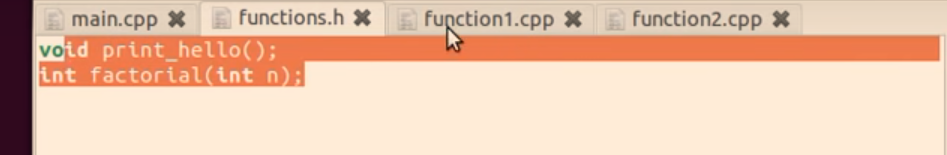 main.cpp ✖ functions.h ✖ function1.cpp ✖ function2.cpp ✖
void print_hello();
int factorial(int n);